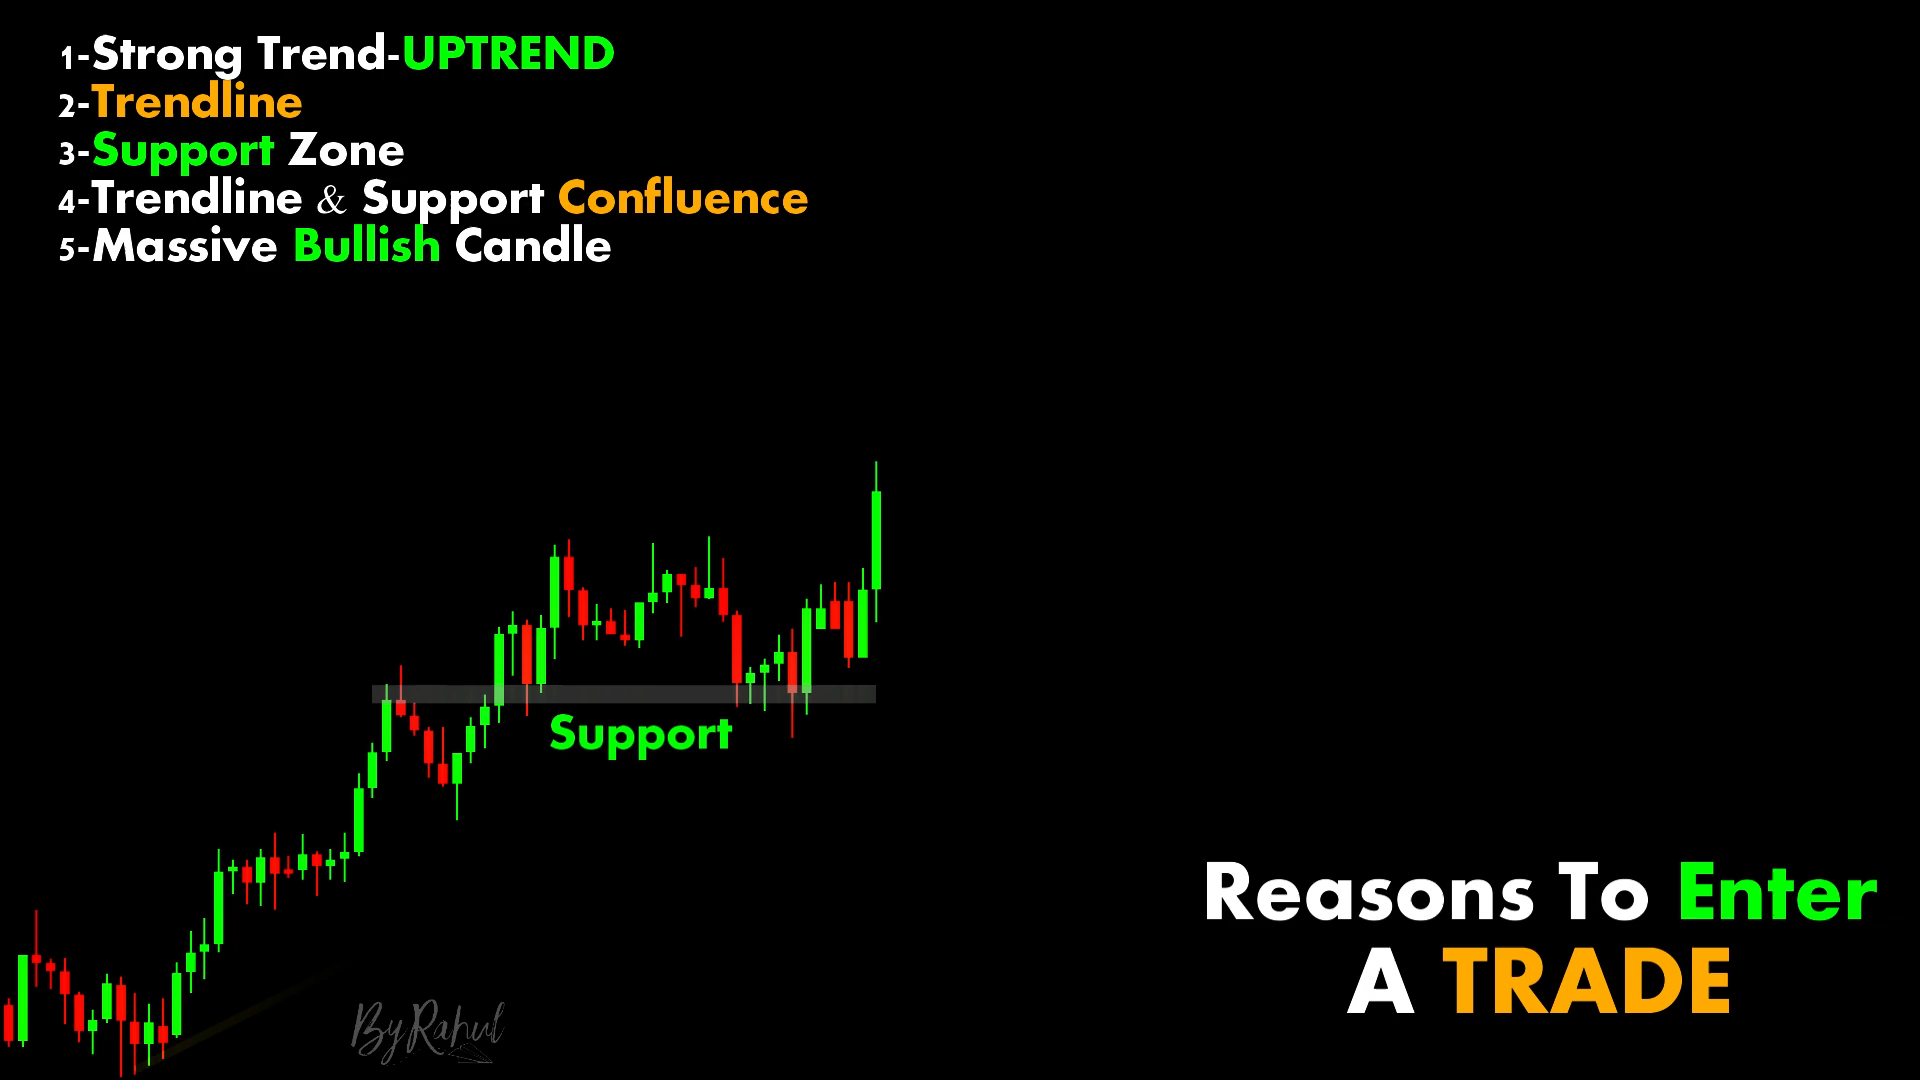 1-Strong Trend-UPTREND
2-Trendline
3-Support Zone
4-Trendline & Support Confluence
5-Massive Bullish Candle
Support
Reasons To Enter
A TRADE
By Rahul